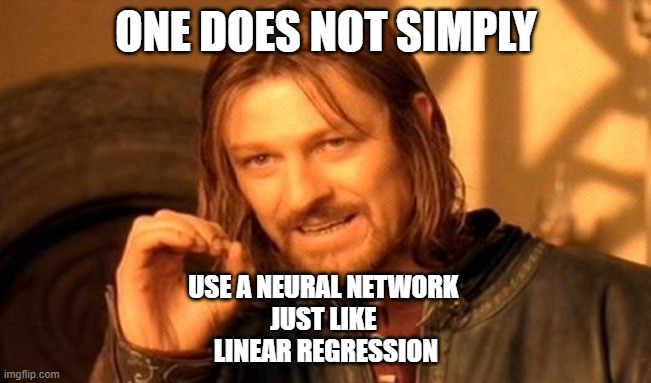 ONE DOES NOT SIMPLY
USE A NEURAL NETWORK
JUST LIKE
LINEAR REGRESSION
imgflip.com